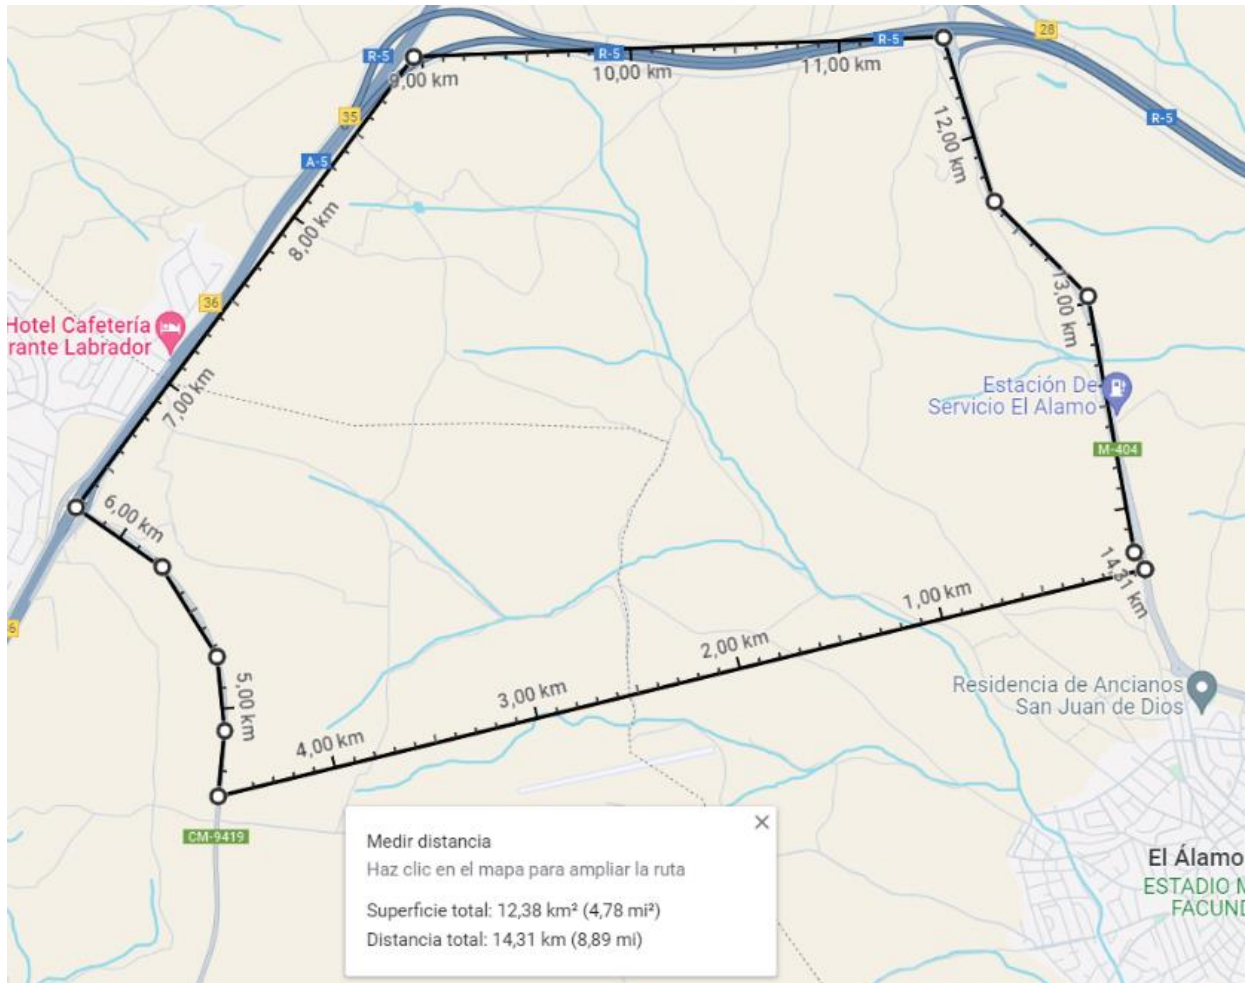 28
R-5
R-5
R-5
9,00 km
10,00 km
11,00 km
35
R-5
12,00 km
A-5
8,00 km
36
13,00 km
Hotel Cafetería
rante Labrador
7,00 km
Estación De
Servicio El Alamo
M-404
6,00 km
14,31 km
1,00 km
6
2,00 km
5,00 km
3,00 km
Residencia de Ancianos
San Juan de Dios
4,00 km
CM-9419
Medir distancia
Haz clic en el mapa para ampliar la ruta
Superficie total: 12,38 km² (4,78 mi²)
Distancia total: 14,31 km (8,89 mi)
El Álamo
ESTADIO M
FACUND